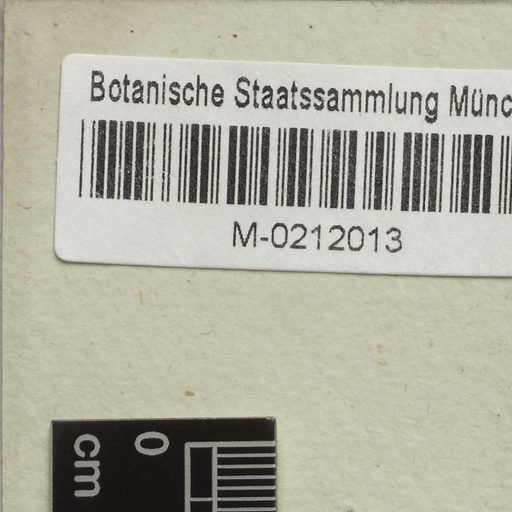 Botanische Staatssammlung Münc
M-0212013
0
cm